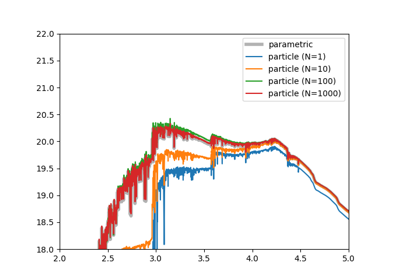 22.0
21.5
21.0
20.5
20.0
19.5
19.0
18.5
18.0
2.0 2.5 3.0 3.5 4.0 4.5 5.0
parametric
particle (N=1)
particle (N=10)
particle (N=100)
particle (N=1000)